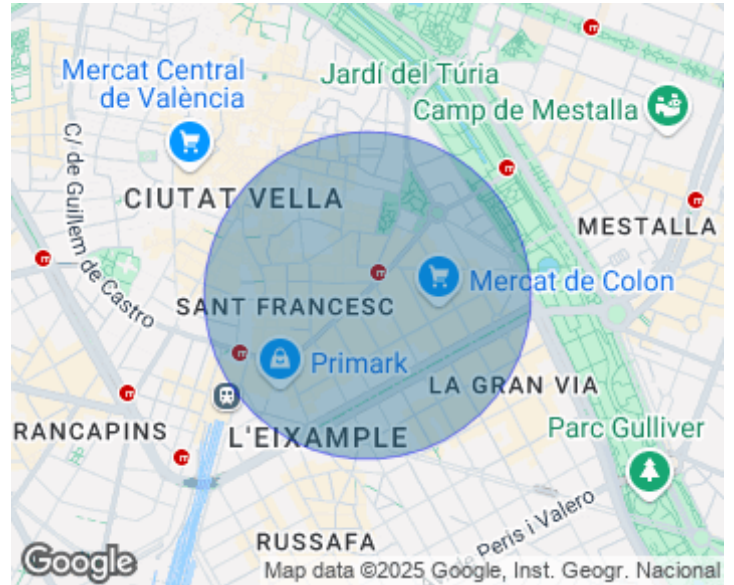 Mercat Central
de València
Jardí del Túria
Camp de Mestalla
C/ de Guillem de Castro
CIUTAT VELLA
MESTALLA
Mercat de Colon
SANT FRANCESC
Primark
LA GRAN VIA
RANCAPINS
L'EIXAMPLE
Parc Gulliver
de Peris i Valero
RUSSAFA
Google
Map data ©2025 Google, Inst. Geogr. Nacional